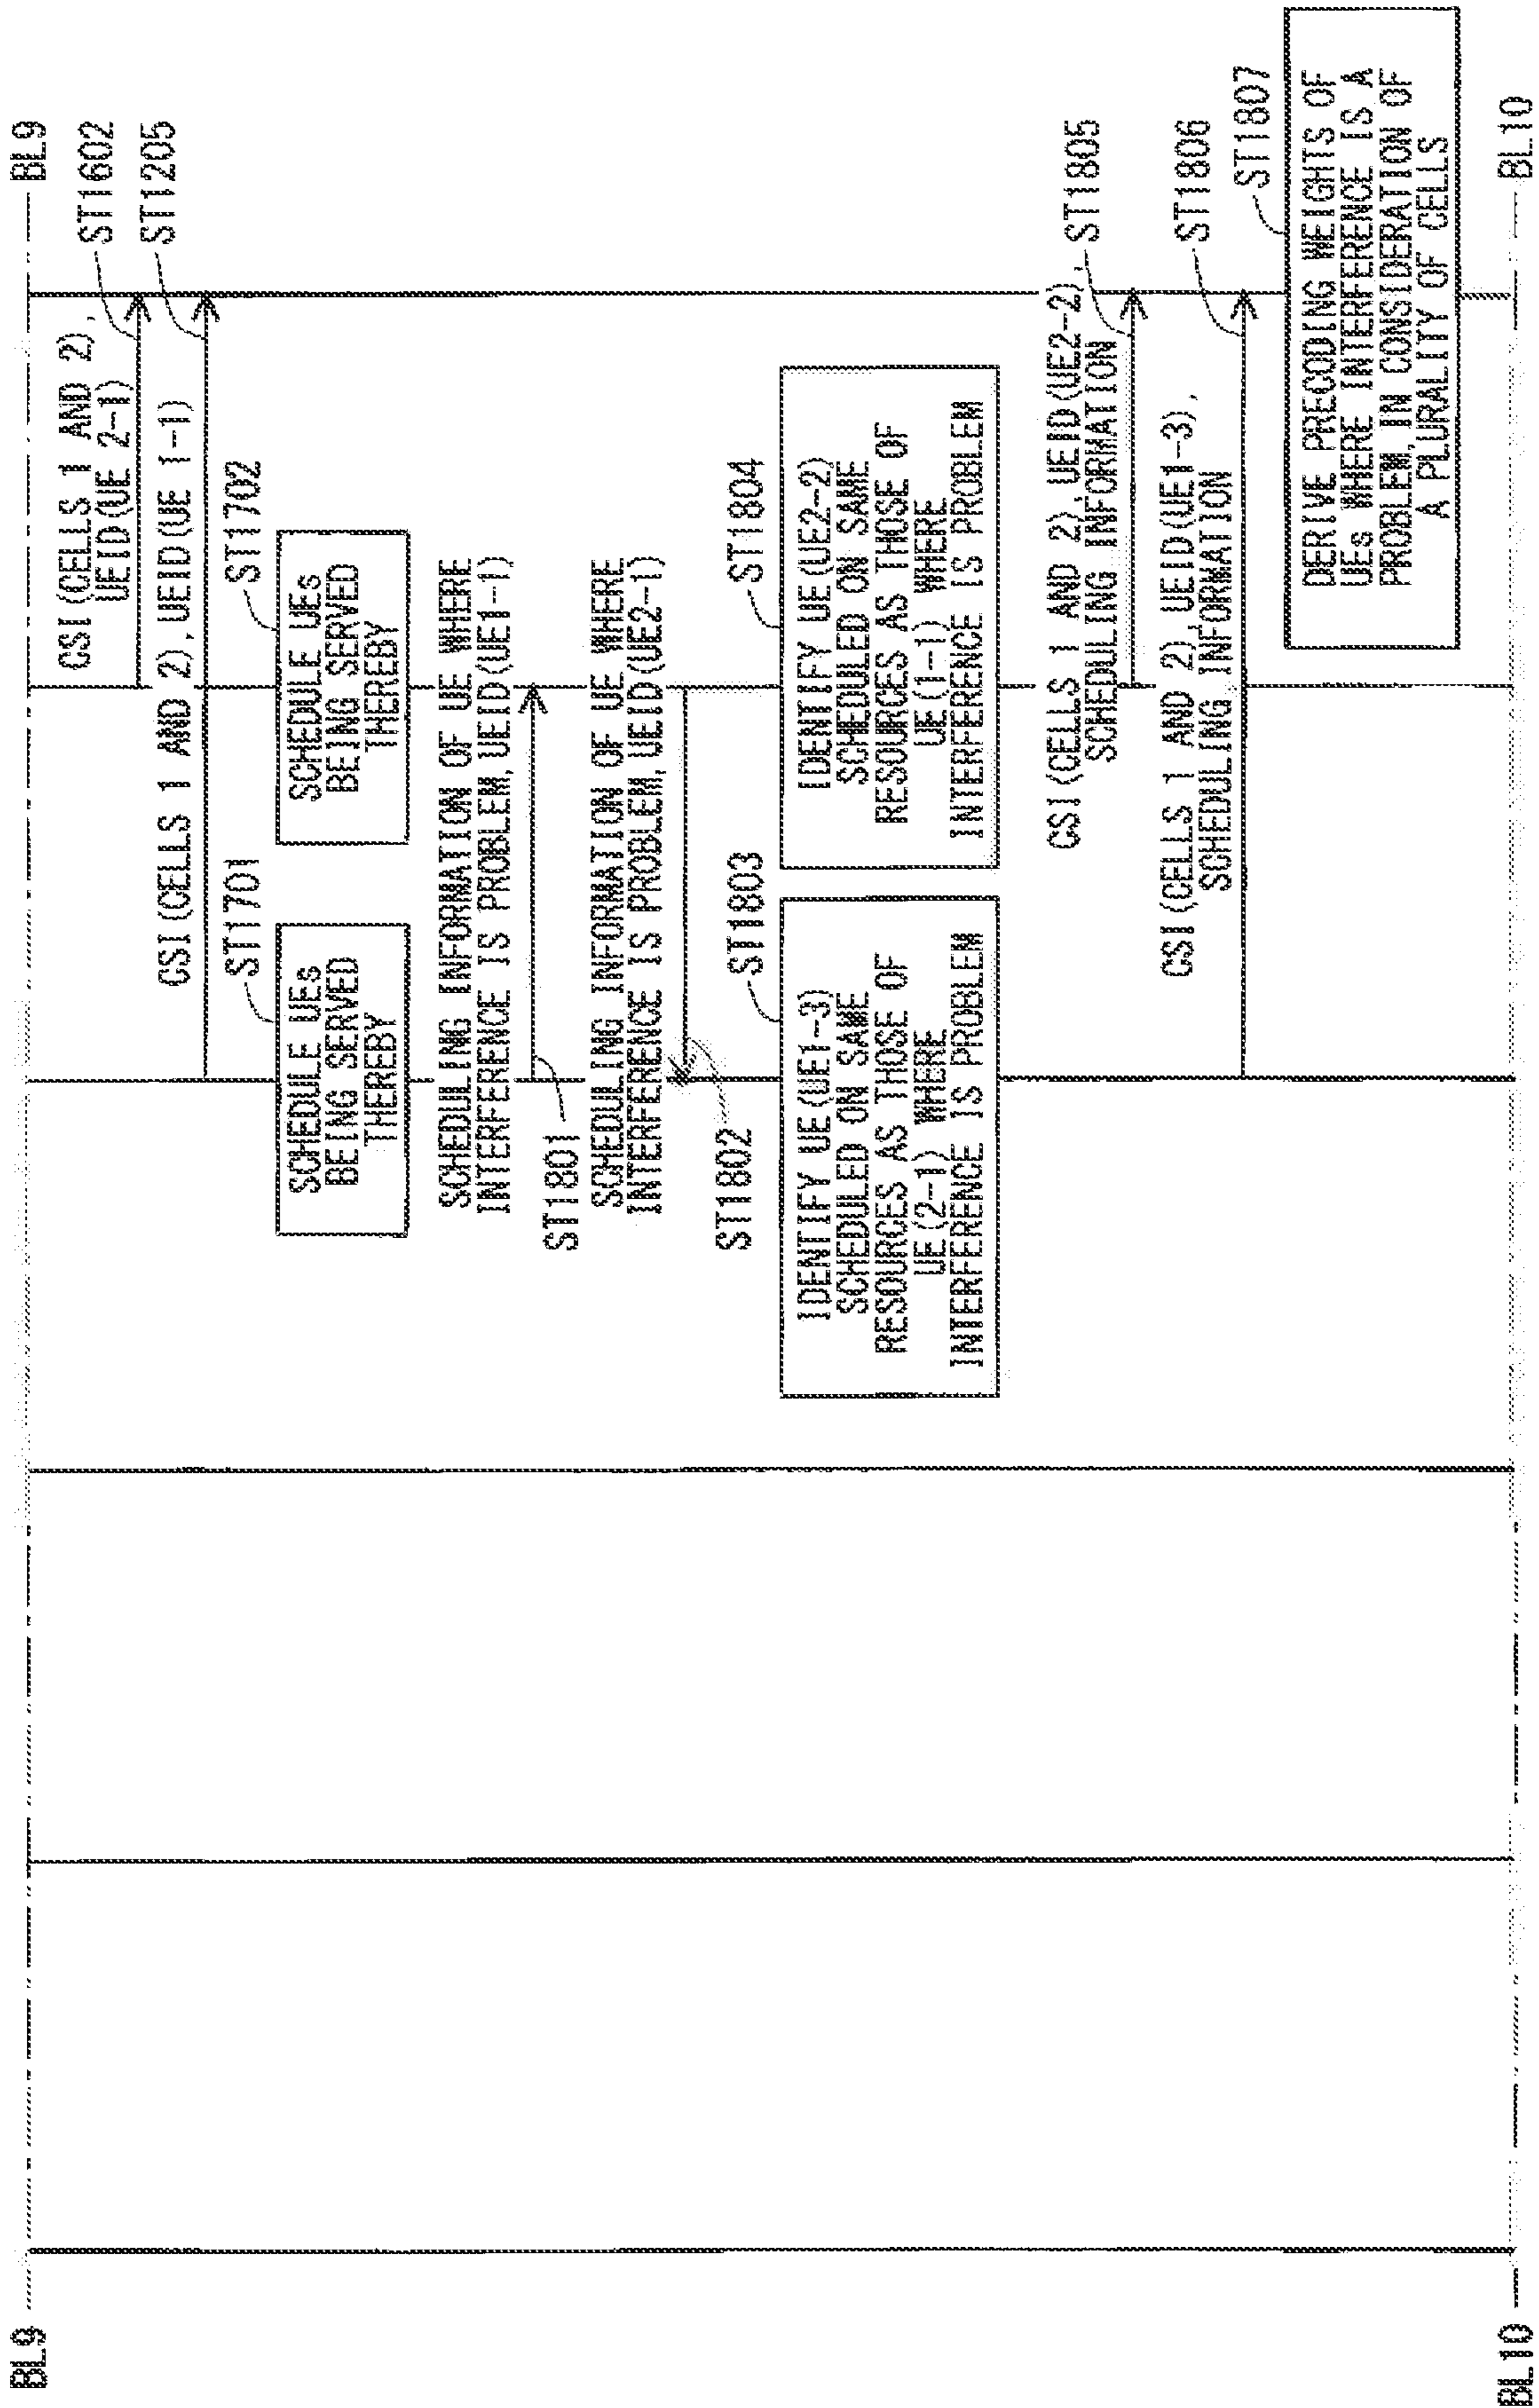 BL9
BL9
CSI(CELLS 1 AND 2),
UEID(UE 2-1)
ST1602
CSI(CELLS 1 AND 2), UEID(UE 1-1)
ST1205
ST1701
SCHEDULE UEs
BEING SERVED
THEREBY
ST1702
SCHEDULE UEs
BEING SERVED
THEREBY
SCHEDULING INFORMATION OF UE WHERE
INTERFERENCE IS PROBLEM, UEID(UE1-1)
ST1801
SCHEDULING INFORMATION OF UE WHERE
INTERFERENCE IS PROBLEM, UEID(UE2-1)
ST1802
ST1803
IDENTIFY UE(UE1-3)
SCHEDULED ON SAME
RESOURCES AS THOSE OF
UE(2-1) WHERE
INTERFERENCE IS PROBLEM
ST1804
IDENTIFY UE(UE2-2)
SCHEDULED ON SAME
RESOURCES AS THOSE OF
UE(1-1) WHERE
INTERFERENCE IS PROBLEM
CSI(CELLS 1 AND 2), UEID(UE2-2),
SCHEDULING INFORMATION
ST1805
CSI(CELLS 1 AND 2), UEID(UE1-3),
SCHEDULING INFORMATION
ST1806
ST1807
DERIVE PRECODING WEIGHTS OF
UEs WHERE INTERFERENCE IS A
PROBLEM, IN CONSIDERATION OF
A PLURALITY OF CELLS
BL10
BL10